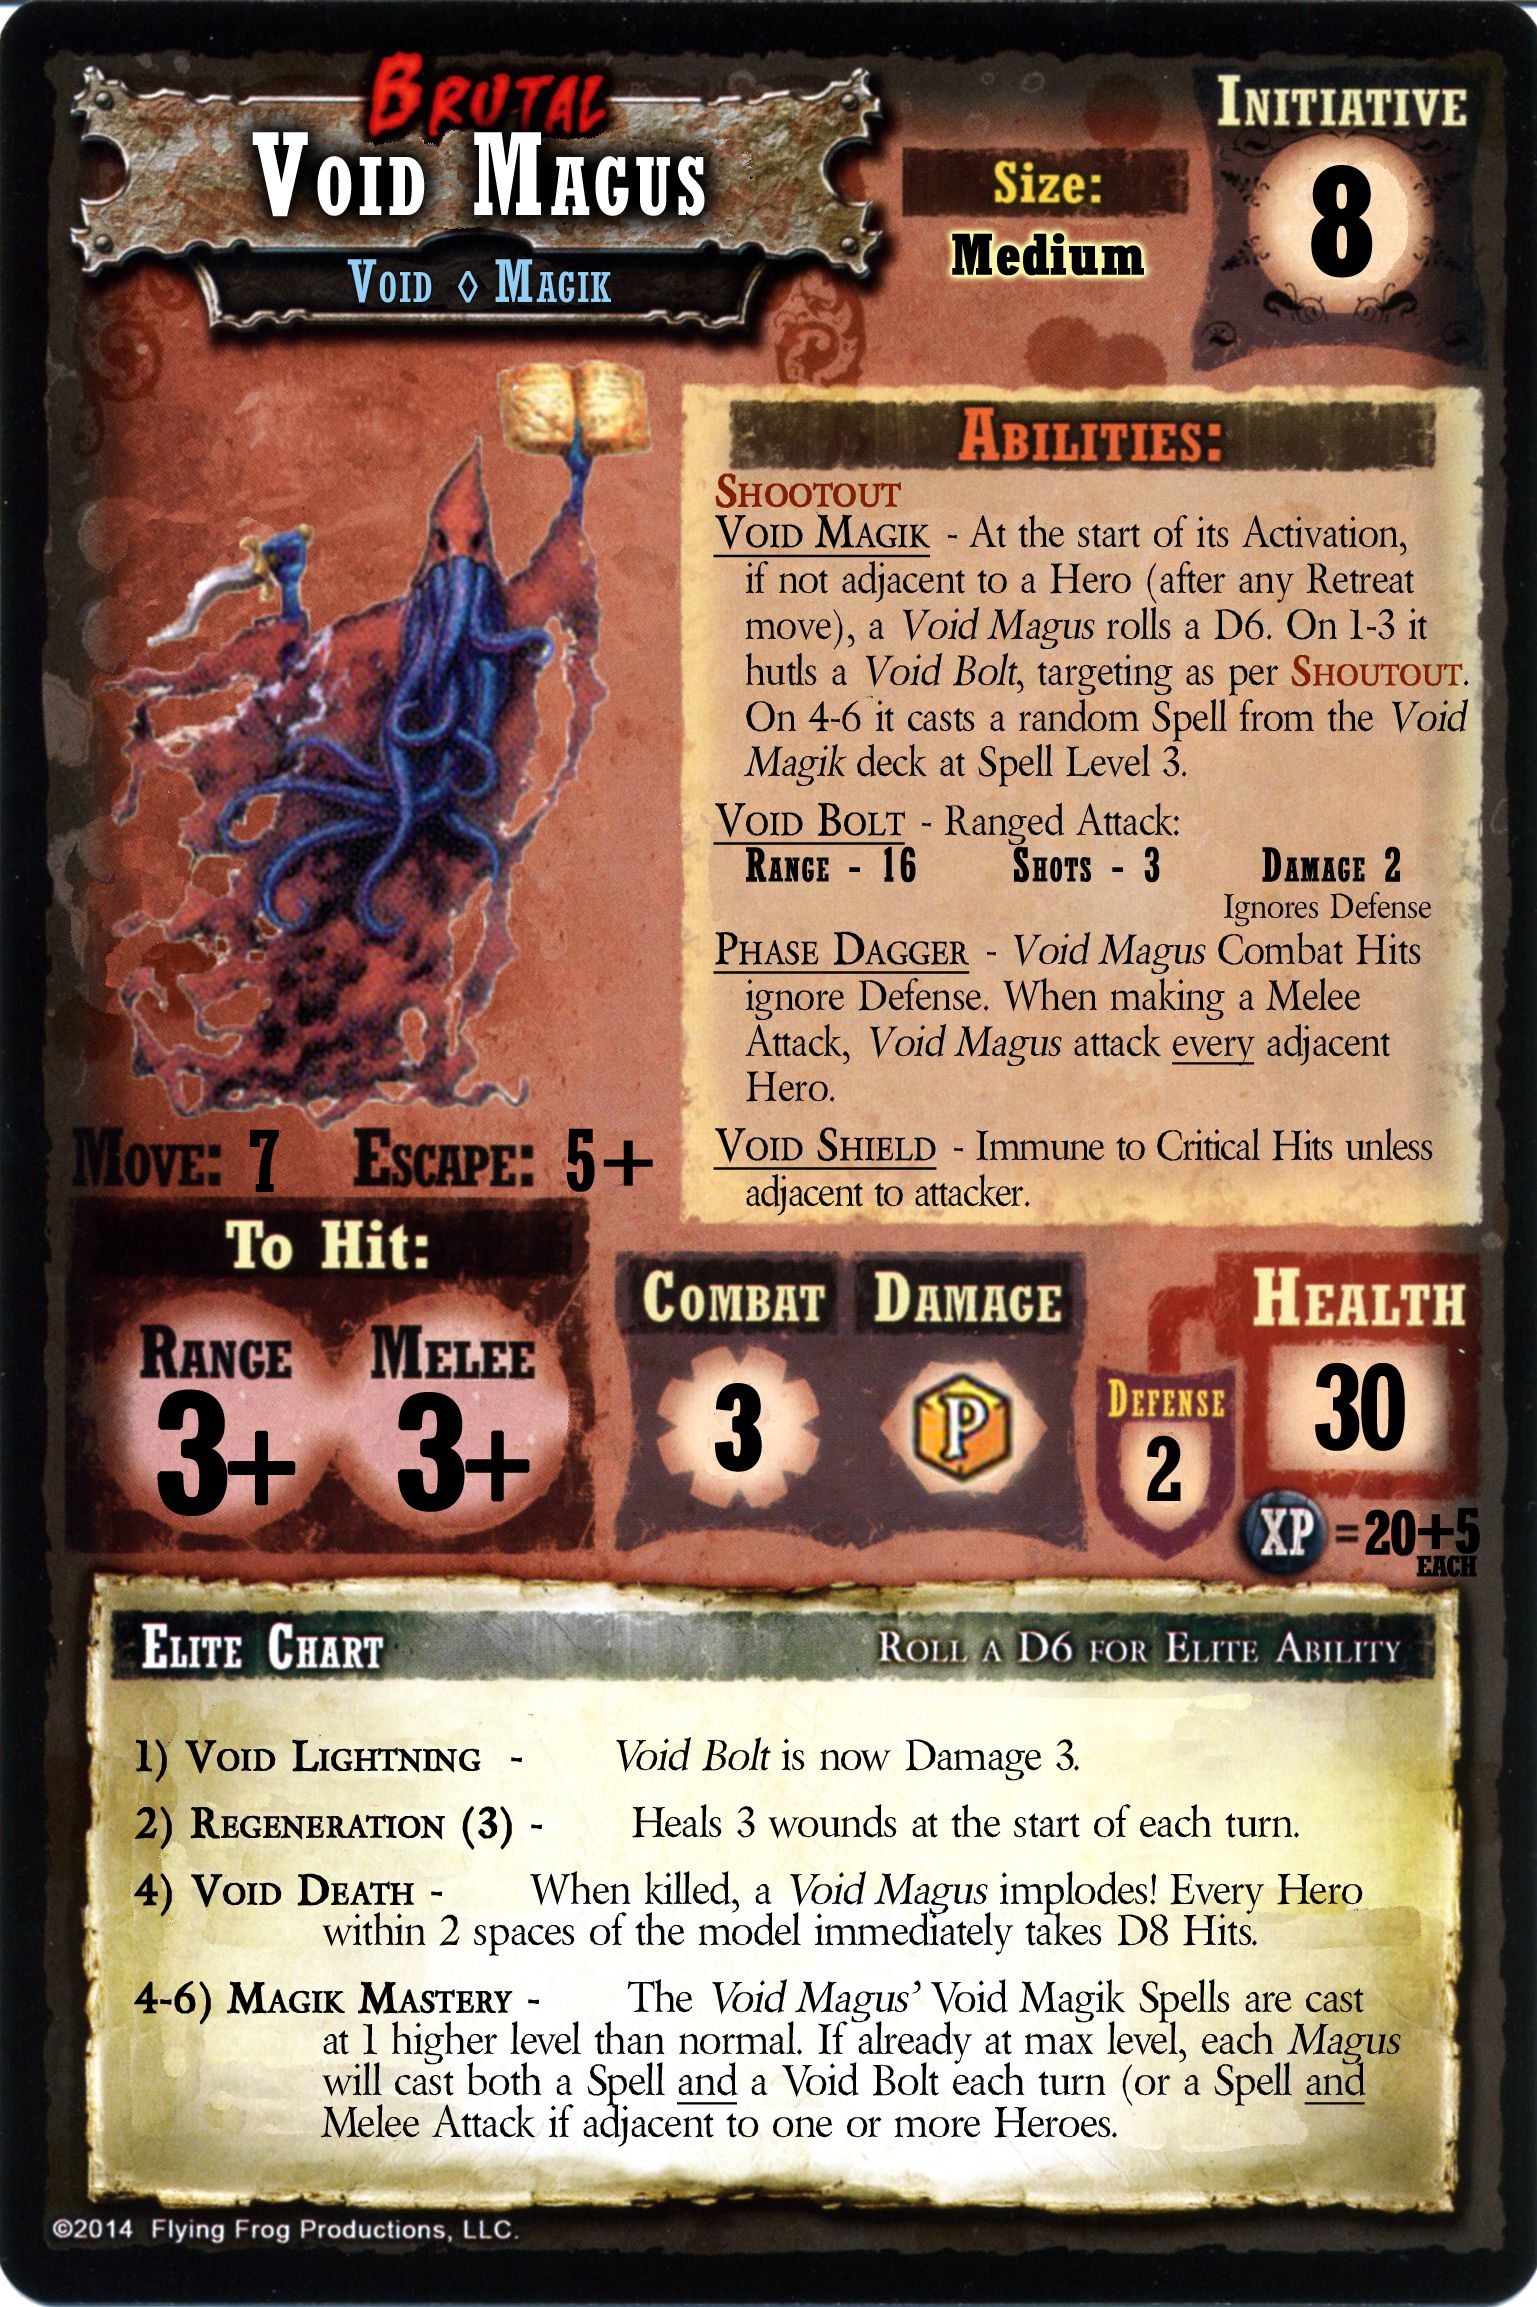 BRUTAL
VOID MAGUS
VOID ◊ MAGIK
Size:
Medium
INITIATIVE
8
ABILITIES:
SHOOTOUT
VOID MAGIK - At the start of its Activation,
if not adjacent to a Hero (after any Retreat
move), a Void Magus rolls a D6. On 1-3 it
hutls a Void Bolt, targeting as per SHOUTOUT.
On 4-6 it casts a random Spell from the Void
Magik deck at Spell Level 3.
VOID BOLT - Ranged Attack:
RANGE - 16 SHOTS - 3 DAMAGE 2
Ignores Defense
PHASE DAGGER - Void Magus Combat Hits
ignore Defense. When making a Melee
Attack, Void Magus attack every adjacent
Hero.
VOID SHIELD - Immune to Critical Hits unless
adjacent to attacker.
MOVE: 7 ESCAPE: 5+
To Hit:
RANGE
3+
MELEE
3+
COMBAT
3
DAMAGE
P
DEFENSE
2
HEALTH
30
XP =20+5
EACH
ELITE CHART ROLL A D6 FOR ELITE ABILITY
1) VOID LIGHTNING - Void Bolt is now Damage 3.
2) REGENERATION (3) - Heals 3 wounds at the start of each turn.
4) VOID DEATH - When killed, a Void Magus implodes! Every Hero
within 2 spaces of the model immediately takes D8 Hits.
4-6) MAGIK MASTERY - The Void Magus' Void Magik Spells are cast
at 1 higher level than normal. If already at max level, each Magus
will cast both a Spell and a Void Bolt each turn (or a Spell and
Melee Attack if adjacent to one or more Heroes.
©2014 Flying Frog Productions, LLC.